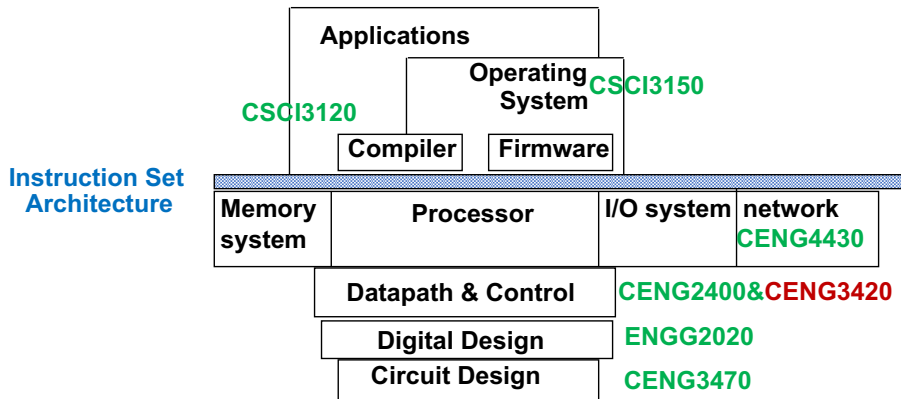 Applications
Operating
System
CSCI3150
CSCI3120
Compiler
Firmware
Instruction Set
Architecture
Memory
system
Processor
I/O system
network
CENG4430
Datapath & Control
CENG2400&CENG3420
Digital Design
ENGG2020
Circuit Design
CENG3470